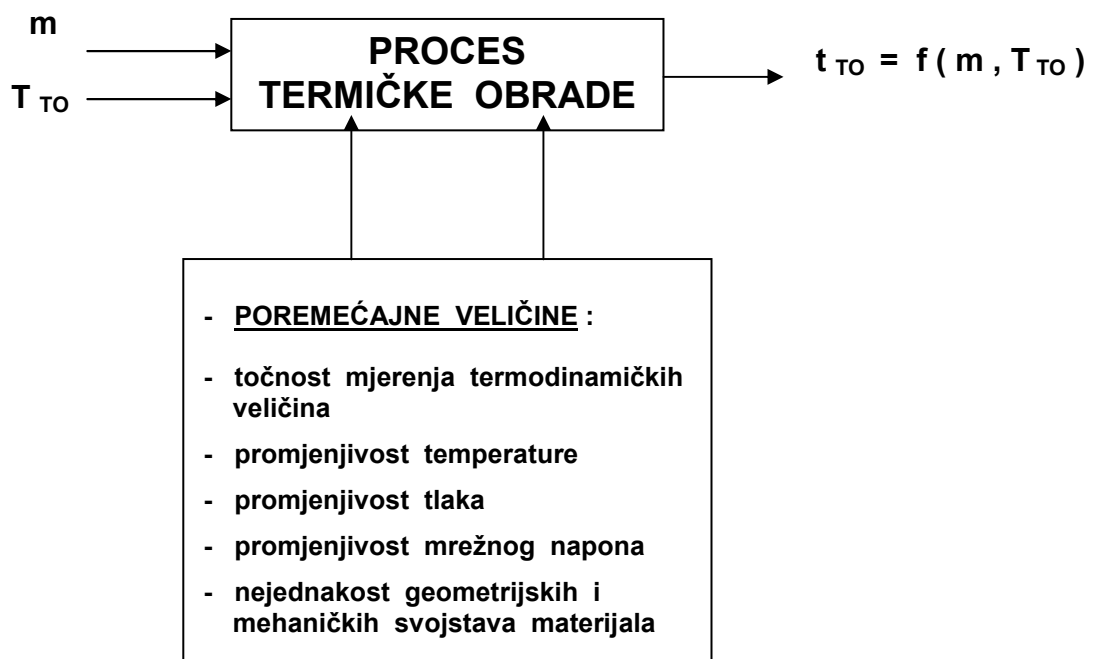 m
T TO
PROCES
TERMIČKE OBRADE
t TO = f ( m , T TO )
- POREMEĆAJNE VELIČINE :
- točnost mjerenja termodinamičkih
veličina
- promjenjivost temperature
- promjenjivost tlaka
- promjenjivost mrežnog napona
- nejednakost geometrijskih i
mehaničkih svojstava materijala